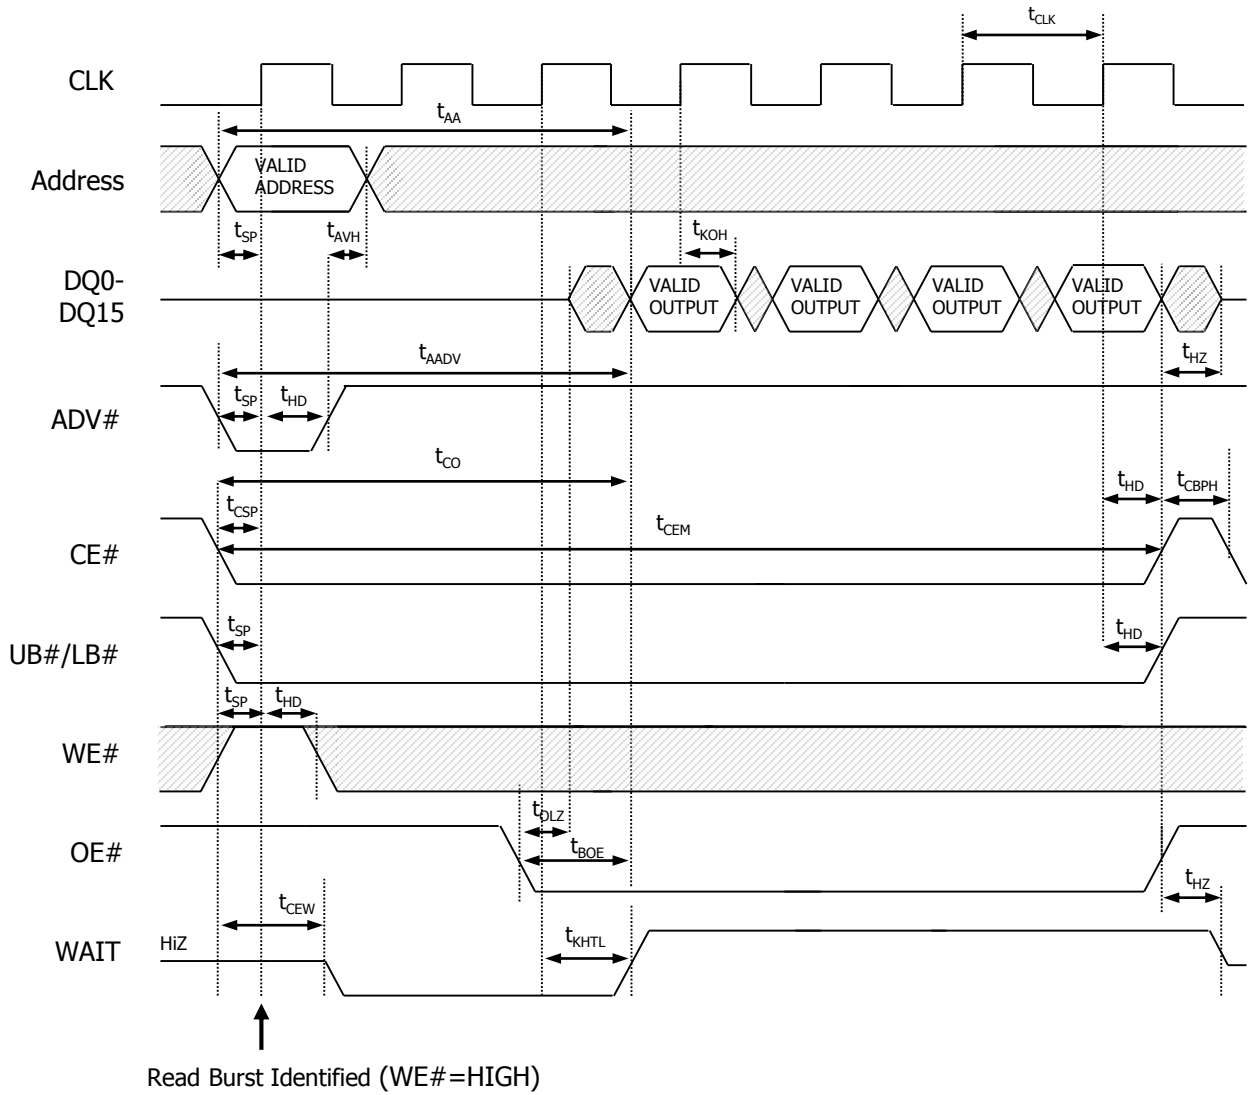 tCLK
CLK
tAA
Address
VALID
ADDRESS
tSP
tAVH
tKOH
DQ0-
DQ15
VALID
OUTPUT
VALID
OUTPUT
VALID
OUTPUT
VALID
OUTPUT
tAADV
tHZ
ADV#
tSP
tHD
tCO
tHD
tCBPH
tCSP
tCEM
CE#
tSP
tHD
UB#/LB#
tSP
tHD
WE#
tOLZ
OE#
tBOE
tHZ
tCEW
WAIT
HiZ
tKHTL
Read Burst Identified (WE#=HIGH)